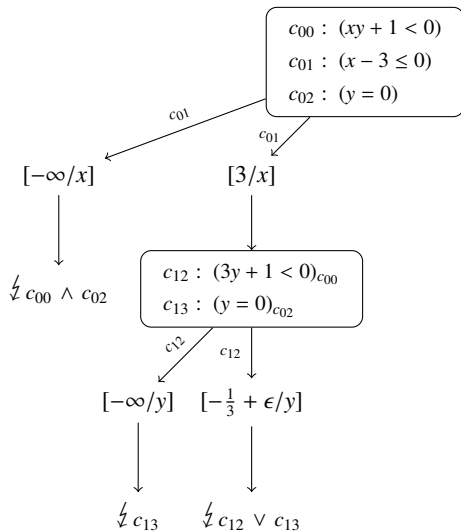 c₀₀ : (xy + 1 < 0)
c₀₁ : (x − 3 ≤ 0)
c₀₂ : (y = 0)
c₀₁
c₀₁
[−∞/x]
[3/x]
↯ c₀₀ ∧ c₀₂
c₁₂ : (3y + 1 < 0)c₀₀
c₁₃ : (y = 0)c₀₂
c₁₂
c₁₂
[−∞/y]
[−1/3 + ϵ/y]
↯ c₁₃
↯ c₁₂ ∨ c₁₃